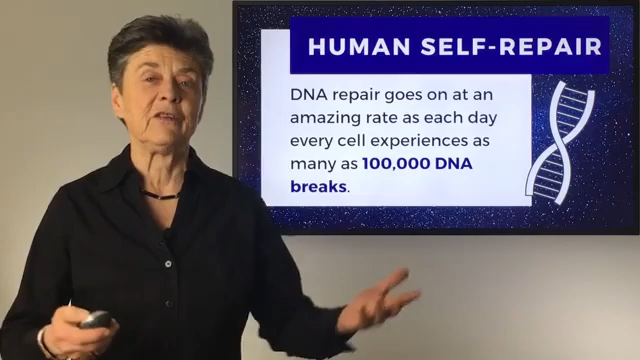 HUMAN SELF-REPAIR
DNA repair goes on at an
amazing rate as each day
every cell experiences as
many as 100,000 DNA
breaks.